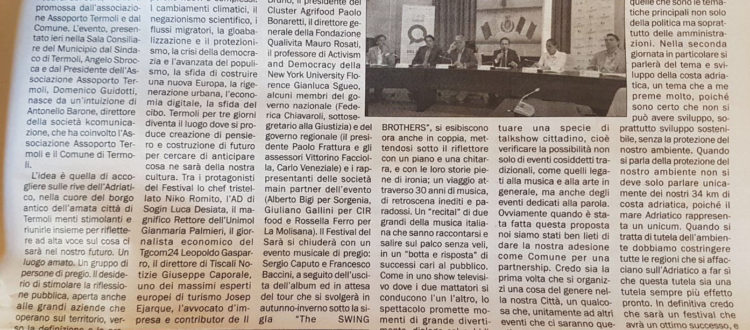 promossa dall'associazio-
ne Assoporto Termoli e dal
Comune. L'evento, presen-
tato ieri nella Sala Consilia-
re del Municipio dal Sinda-
co di Termoli, Angelo Sbroc-
ca e dal Presidente dell'As-
sociazione Assoporto Ter-
moli, Domenico Guidotti,
nasce da un'intuizione di
Antonello Barone, direttore
della società kcomunicazio-
ne, che ha coinvolto l'As-
sociazione Assoporto Termoli
e il Comune di Termo-
li.
L'idea è quella di acco-
gliere sulle rive dell'Adriati-
co, nella cuore del borgo
antico dell'amata città di
Termoli menti stimolanti e
riunirle insieme per riflette-
re ad alta voce su cosa ci
sarà nel nostro futuro. Un
luogo amato. Un gruppo di
persone di pregio. Il deside-
rio di stimolare la riflessio-
ne pubblica, aperta anche
alle grandi aziende che
operano sul territorio, ver-
so la definizione
i cambiamenti climatici, il
negazionismo scientifico, i
flussi migratori, la gloaba-
lizzazione e il protezioni-
smo, la crisi della democra-
zia e l'avanzata del populi-
smo, la sfida di costruire
una nuova Europa, la rige-
nerazione urbana, l'econo-
mia digitale, la sfida del
cibo. Termoli per tre giorni
diventa il luogo dove si pro-
duce creazione di pensie-
ro e costruzione di futuro
per cercare di anticipare
cosa ne sarà della nostra
cultura. Tra i protagonisti
del Festival lo chef tristel-
lato Niko Romito, l'AD di
Sogin Luca Desiata, il ma-
gnifico Rettore dell'Unimol
Gianmaria Palmieri, il gior-
nalista economico del
Tgcom24 Leopoldo Gaspar-
ro, il direttore di Tiscali No-
tizie Giuseppe Caporale,
uno dei massimi esperti
europei di turismo Josep
Ejarque, l'avvocato d'im-
presa e contributor de Il
Bruno, il presidente del
Cluster Agrifood Paolo
Bonaretti, il direttore gene-
rale della Fondazione
Qualivita Mauro Rosati, il
professor di Activism
and Democracy della
New York University Flo-
rence Gianluca Sgueo,
alcuni membri del go-
verno nazionale (Fede-
rica Chiavaroli, sottose-
gretario alla Giustizia) e del
governo regionale (il presi-
dente Paolo Frattura e gli
assessori Vittorino Facciol-
la, Carlo Veneziale) e i rap-
presentanti delle società
main partner dell'evento
(Alberto Bigi per Sorgenia,
Giuliano Gallini per CIR
food e Rossella Ferro per
La Molisana). Il Festival del
Sarà si chiuderà con un
evento musicale di pregio:
Sergio Caputo e Francesco
Baccini, a seguito dell'usci-
ta dell'album ed in attesa
del tour che si svolgerà in
autunno-inverno sotto la si-
gla "The SWING
BROTHERS", si esibiscono
ora anche in coppia, met-
tendosi sotto il riflettore
con un piano e una chitar-
ra, e con le loro storie pie-
ne di ironia; un viaggio at-
traverso 30 anni di musica,
di retroscena inediti e pa-
radossi. Un "recital" di due
grandi della musica italia-
na che sanno raccontarsi e
salire sul palco senza veli,
in una "botta e risposta" di
successi cari al pubblico.
Come in uno show televisi-
vo dove i due mattatori si
conducono l'un l'altro, lo
spettacolo promette mo-
menti di grande diverti-
tuare una specie di
talkshow cittadino, cioè
verificare la possibilità non
solo di eventi cosiddetti tra-
dizionali, come quelli lega-
ti alla musica e alla arte in
generale, ma anche degli
eventi dedicati alla parola.
Ovviamente quando è sta-
ta fatta questa proposta
noi siamo stati ben lieti di
dare la nostra adesione
come Comune per una
partnership. Credo sia la
prima volta che si organiz-
zi una cosa del genere nel-
la nostra Città, un qualco-
sa che, unitamente ad altri
eventi che ci saranno que-
quelle che sono le tema-
tiche principali non solo
della politica ma soprat-
tutto delle amministra-
zioni. Nella seconda
giornata in particolare si
parlerà del tema e svi-
luppo della costa adria-
tica, un tema che a me
preme molto, poiché
sono certo che non si
può avere sviluppo, so-
prattutto sviluppo sosteni-
bile, senza la protezione del
nostro ambiente. Quando
si parla della protezione del
nostro ambiente non si
deve solo parlare unica-
mente dei nostri 34 km di
costa adriatica, poiché il
mare Adriatico rappresen-
ta un unicum. Quando si
tratta di tutela dell'ambien-
te dobbiamo costringere
tutte le regioni che si affac-
ciano sull'Adriatico a far sì
che questa tutela sia una
tutela sempre più effetto
pronto. In definitiva credo
che sarà un festival che
avrà un ottimo successo,